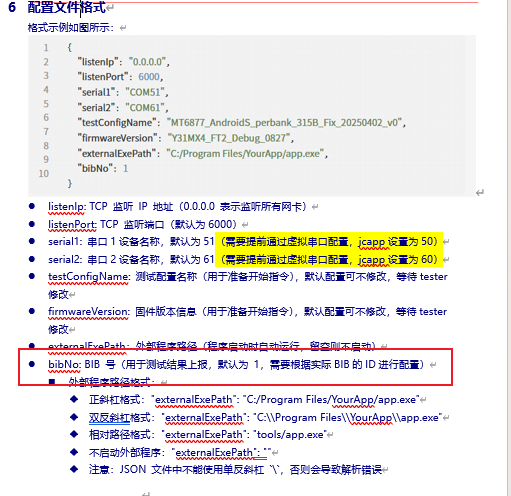 6 配置文件格式
格式示例如图所示：
1 {
2 "listenIp": "0.0.0.0",
3 "listenPort": 6000,
4 "serial1": "COM51",
5 "serial2": "COM61",
6 "testConfigName": "MT6877_AndroidS_perbank_315B_Fix_20250402_v0",
7 "firmwareVersion": "Y31MX4_FT2_Debug_0827",
8 "externalExePath": "C:/Program Files/YourApp/app.exe",
9 "bibNo": 1
10 }
● listenIp: TCP 监听 IP 地址（0.0.0.0 表示监听所有网卡）
● listenPort: TCP 监听端口（默认为 6000）
● serial1: 串口 1 设备名称，默认为 51（需要提前通过虚拟串口配置，jcapp 设置为 50）
● serial2: 串口 2 设备名称，默认为 61（需要提前通过虚拟串口配置，jcapp 设置为 60）
● testConfigName: 测试配置名称（用于准备开始指令），默认配置可不修改，等待 tester
修改
● firmwareVersion: 固件版本信息（用于准备开始指令），默认配置可不修改，等待 tester
修改
● externalExePath: 外部程序路径（程序启动时自动运行，留空则不启动）
● bibNo: BIB 号（用于测试结果上报，默认为 1，需要根据实际 BIB 的 ID 进行配置）
■ 外部程序路径格式：
◆ 正斜杠格式："externalExePath": "C:/Program Files/YourApp/app.exe"
◆ 双反斜杠格式："externalExePath": "C:\\Program Files\\YourApp\\app.exe"
◆ 相对路径格式："externalExePath": "tools/app.exe"
◆ 不启动外部程序："externalExePath": ""
◆ 注意：JSON 文件中不能使用单反斜杠 `\`，否则会导致解析错误